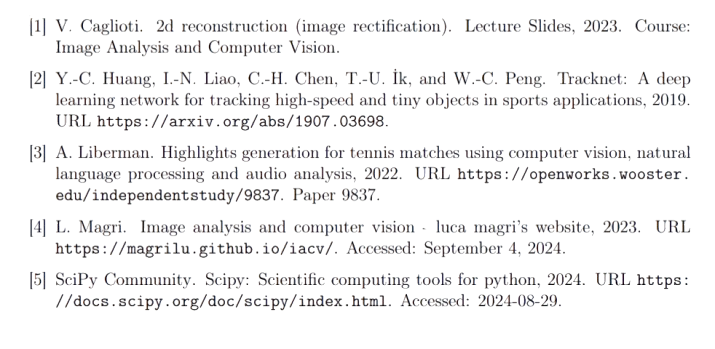 [1] V. Caglioti. 2d reconstruction (image rectification). Lecture Slides, 2023. Course:
Image Analysis and Computer Vision.
[2] Y.-C. Huang, I.-N. Liao, C.-H. Chen, T.-U. İk, and W.-C. Peng. Tracknet: A deep
learning network for tracking high-speed and tiny objects in sports applications, 2019.
URL https://arxiv.org/abs/1907.03698.
[3] A. Liberman. Highlights generation for tennis matches using computer vision, natural
language processing and audio analysis, 2022. URL https://openworks.wooster.
edu/independentstudy/9837. Paper 9837.
[4] L. Magri. Image analysis and computer vision - luca magri's website, 2023. URL
https://magrilu.github.io/iacv/. Accessed: September 4, 2024.
[5] SciPy Community. Scipy: Scientific computing tools for python, 2024. URL https:
//docs.scipy.org/doc/scipy/index.html. Accessed: 2024-08-29.